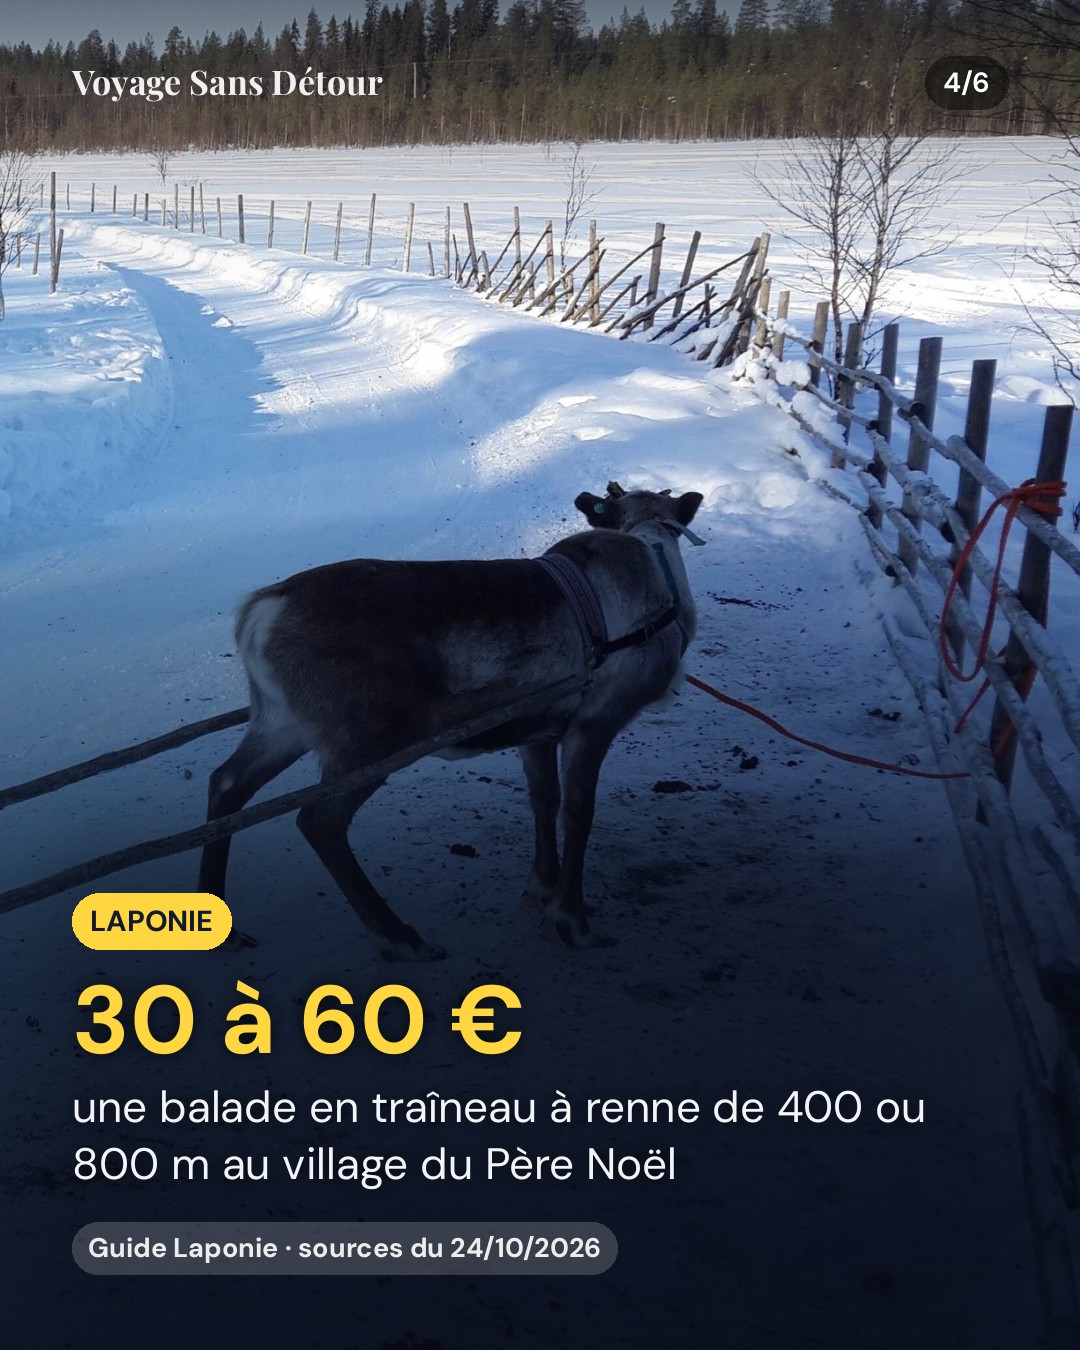 Voyage Sans Détour
4/6
LAPONIE
30 à 60 €
une balade en traîneau à renne de 400 ou
800 m au village du Père Noël
Guide Laponie · sources du 24/10/2026